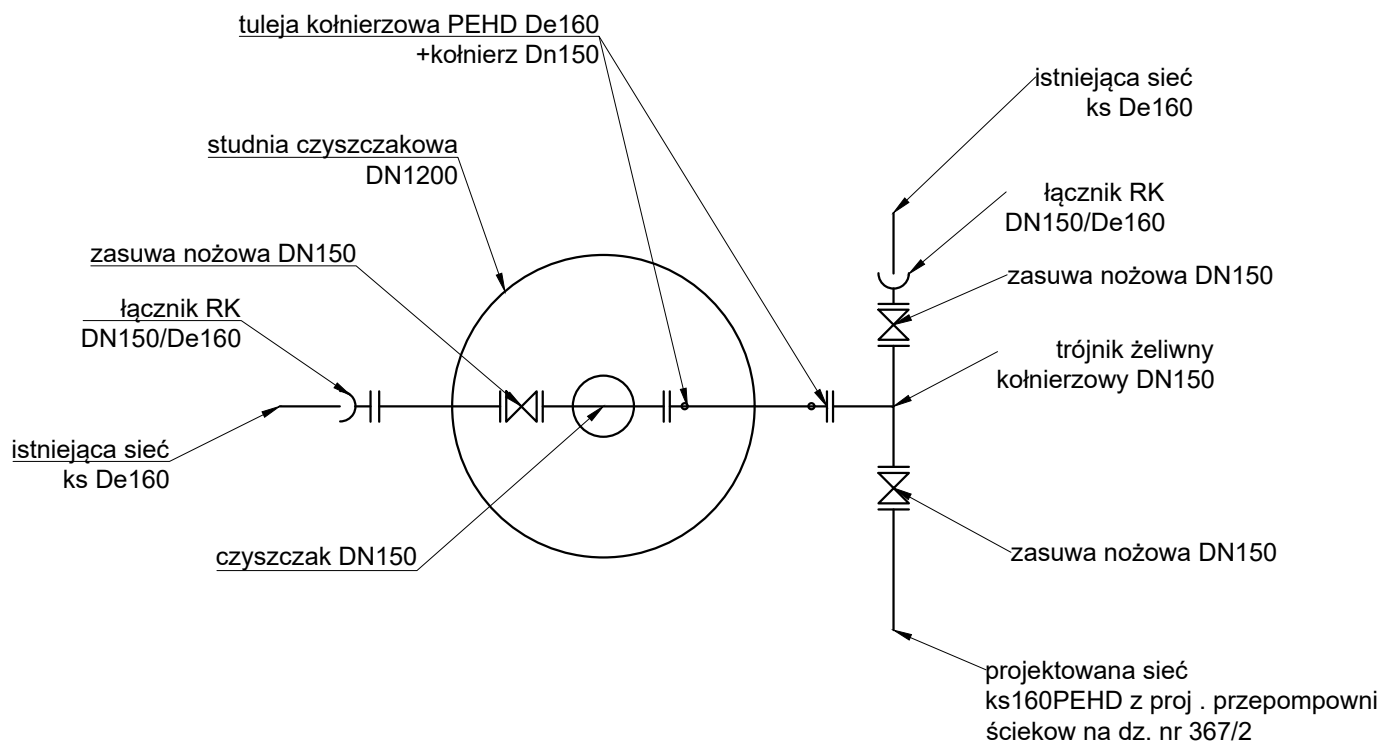 tuleja kołnierzowa PEHD De160
+kołnierz Dn150
istniejąca sieć
ks De160
studnia czyszczakowa
DN1200
łącznik RK
DN150/De160
zasuwa nożowa DN150
zasuwa nożowa DN150
łącznik RK
DN150/De160
trójnik żeliwny
kołnierzowy DN150
istniejąca sieć
ks De160
czyszczak DN150
zasuwa nożowa DN150
projektowana sieć
ks160PEHD z proj . przepompowni
ściekow na dz. nr 367/2